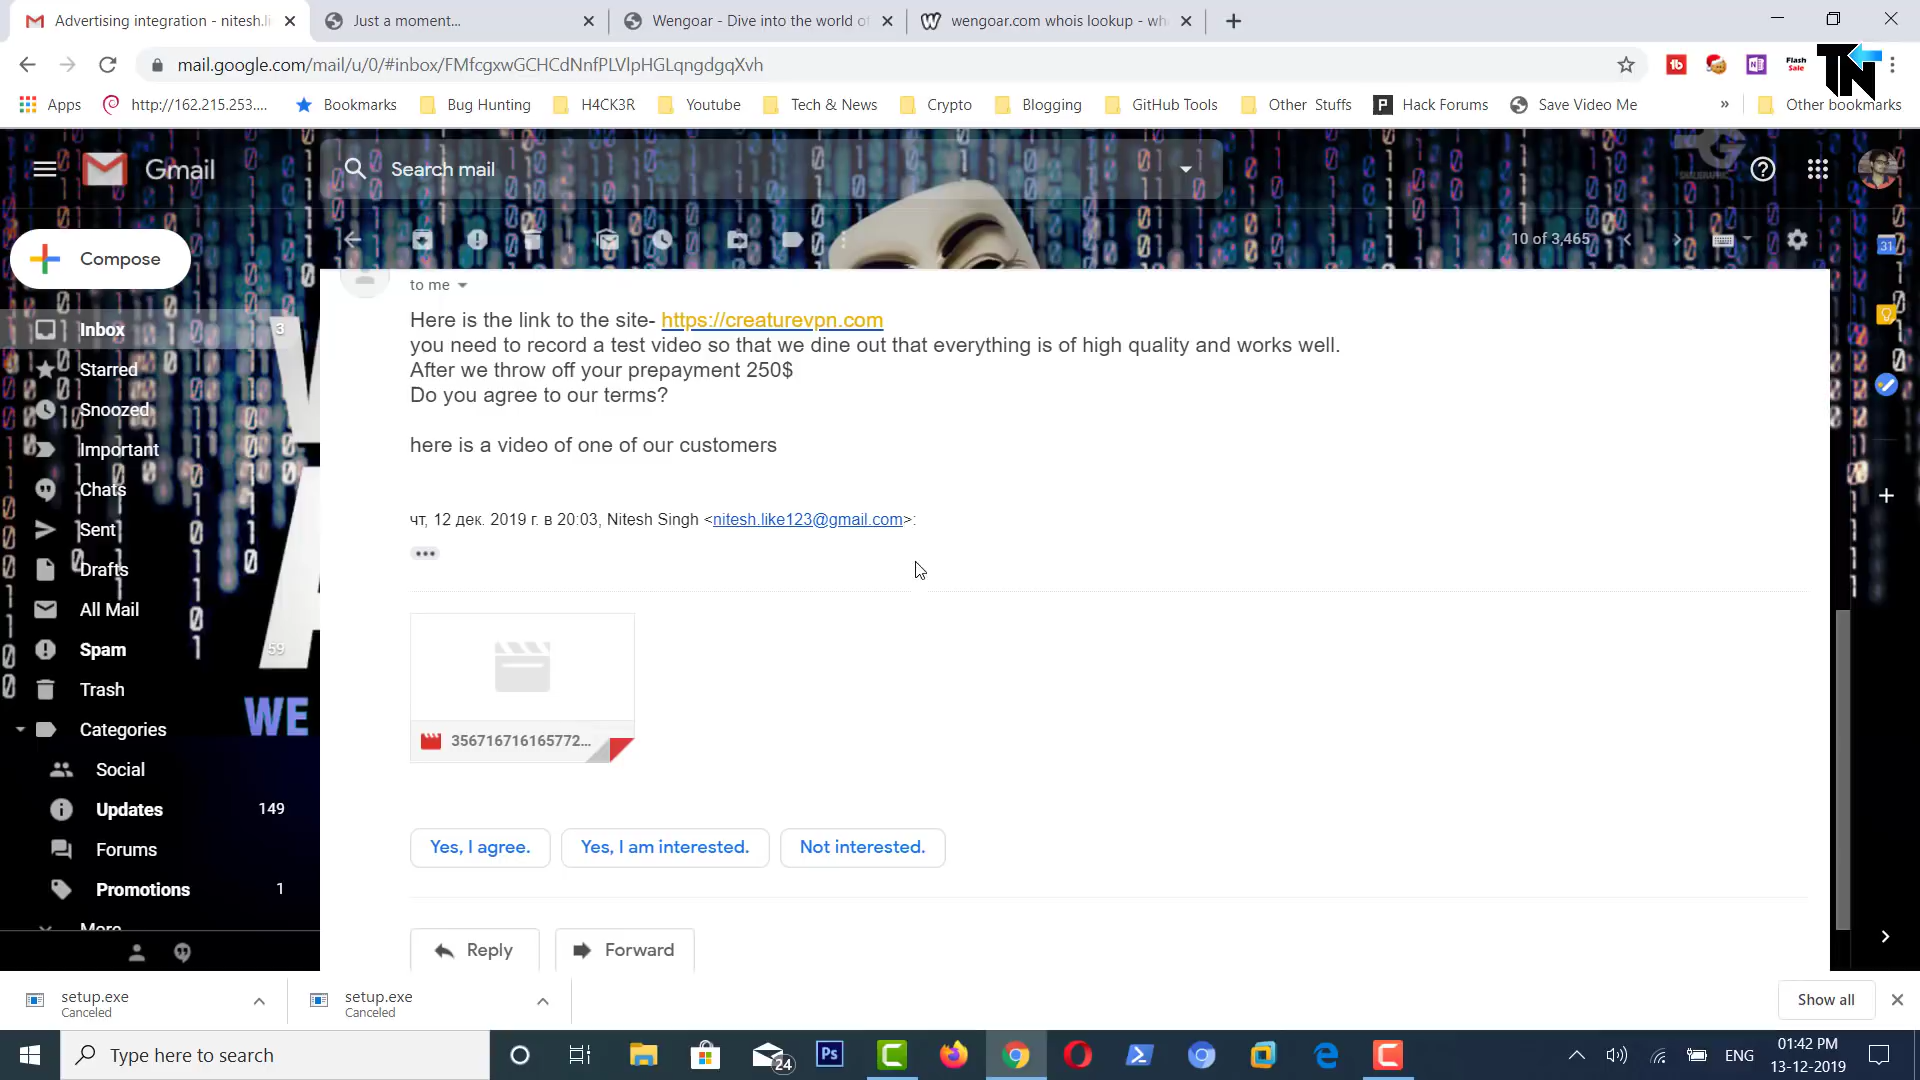 Advertising integration - nitesh.li
Just a moment...
Wengoar - Dive into the world of
wengoar.com whois lookup - wh
mail.google.com/mail/u/0/#inbox/FMfcgxwGCHCdNnfPLVlpHGLqngdgqXvh
Flash Sale
TN
Apps
http://162.215.253....
Bookmarks
Bug Hunting
H4CK3R
Youtube
Tech & News
Crypto
Blogging
GitHub Tools
Other Stuffs
Hack Forums
Save Video Me
»
Other bookmarks
Gmail
Search mail
Compose
10 of 3,465
Inbox 3
Starred
Snoozed
Important
Chats
Sent
Drafts
All Mail
Spam 59
Trash
Categories
Social
Updates 149
Forums
Promotions 1
More
WE
to me
Here is the link to the site- https://creaturevpn.com
you need to record a test video so that we dine out that everything is of high quality and works well.
After we throw off your prepayment 250$
Do you agree to our terms?
here is a video of one of our customers
чт, 12 дек. 2019 г. в 20:03, Nitesh Singh <nitesh.like123@gmail.com>:
356716716165772...
Yes, I agree.
Yes, I am interested.
Not interested.
Reply
Forward
31
setup.exe
Canceled
setup.exe
Canceled
Show all
Type here to search
24
Ps
ENG
01:42 PM
13-12-2019